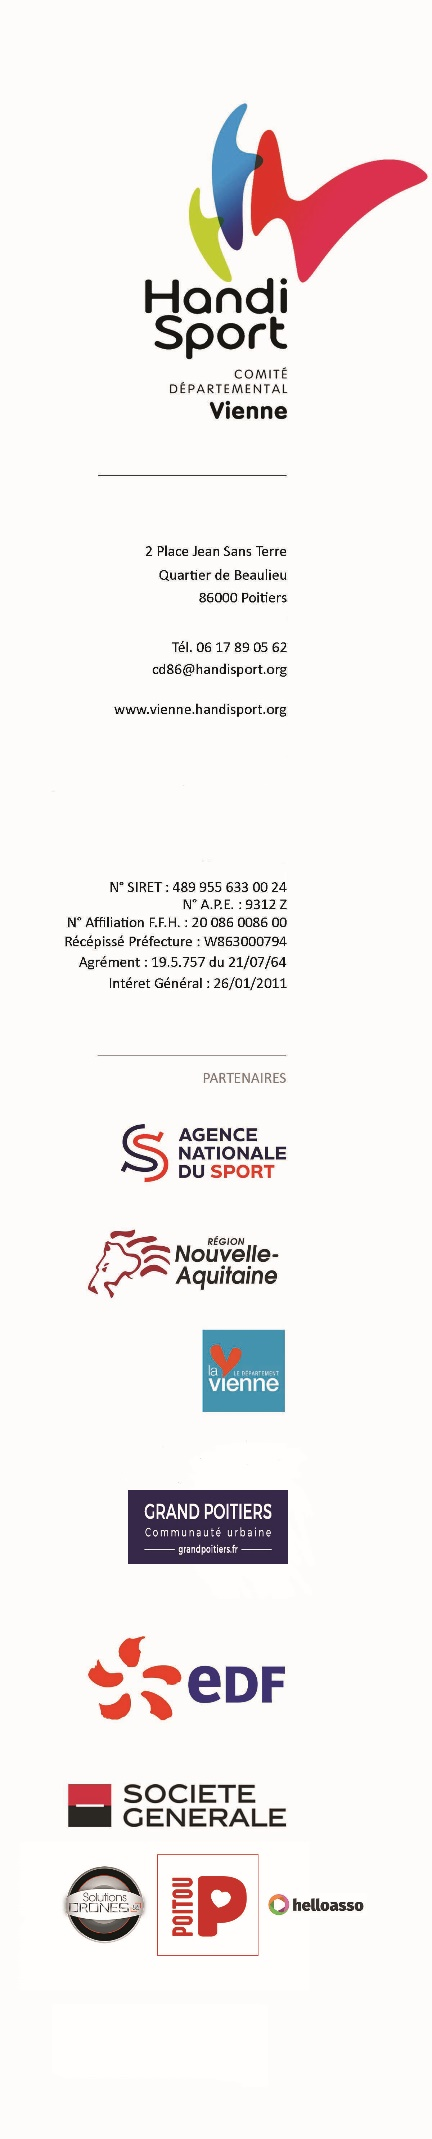 Handi
Sport
COMITÉ
DÉPARTEMENTAL
Vienne
2 Place Jean Sans Terre
Quartier de Beaulieu
86000 Poitiers
Tél. 06 17 89 05 62
cd86@handisport.org
www.vienne.handisport.org
N° SIRET : 489 955 633 00 24
N° A.P.E. : 9312 Z
N° Affiliation F.F.H. : 20 086 0086 00
Récépissé Préfecture : W863000794
Agrément : 19.5.757 du 21/07/64
Intéret Général : 26/01/2011
PARTENAIRES
AGENCE
NATIONALE
DU SPORT
RÉGION
Nouvelle-
Aquitaine
la
LE DÉPARTEMENT
vienne
GRAND POITIERS
Communauté urbaine
grandpoitiers.fr
eDF
SOCIETE
GENERALE
Solutions
DRONES
POITOU
P
helloasso